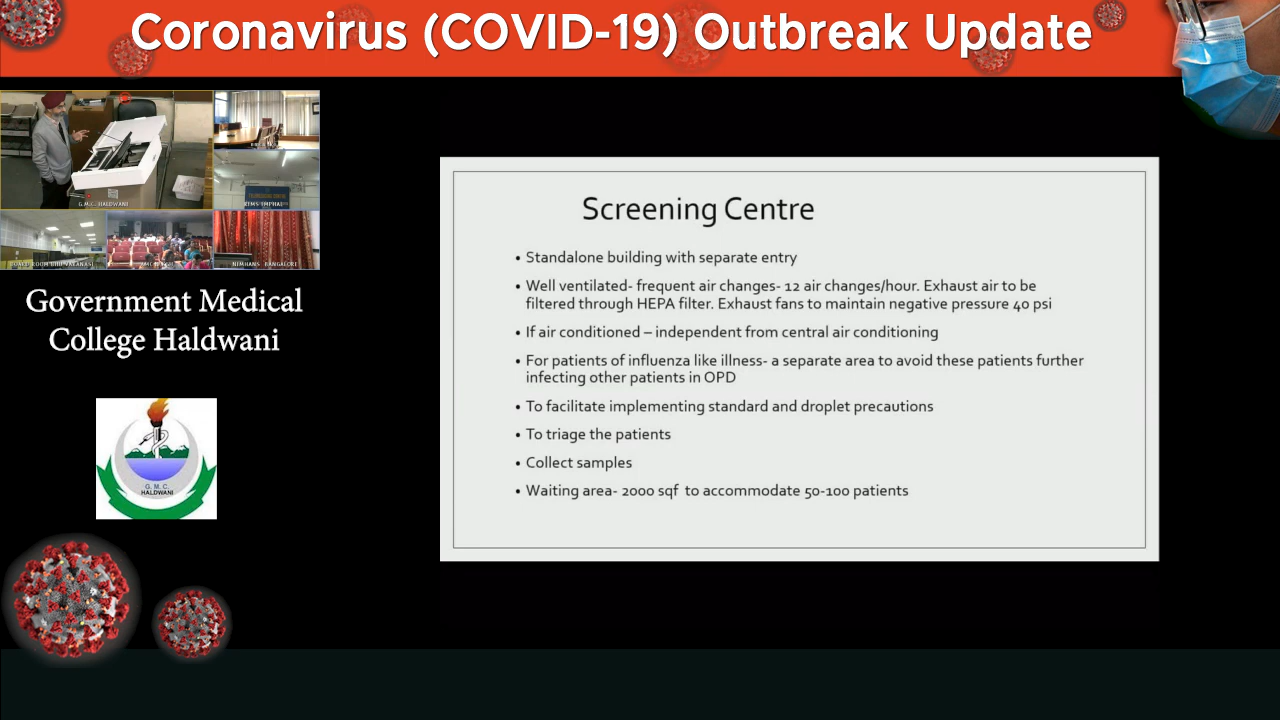 Coronavirus (COVID-19) Outbreak Update
G.M.C. HALDWANI
NIMHANS BANGALORE
Government Medical
College Haldwani
G. M. C.
HALDWANI
Screening Centre
• Standalone building with separate entry
• Well ventilated- frequent air changes- 12 air changes/hour. Exhaust air to be
filtered through HEPA filter. Exhaust fans to maintain negative pressure 40 psi
• If air conditioned – independent from central air conditioning
• For patients of influenza like illness- a separate area to avoid these patients further
infecting other patients in OPD
• To facilitate implementing standard and droplet precautions
• To triage the patients
• Collect samples
• Waiting area- 2000 sqf to accommodate 50-100 patients